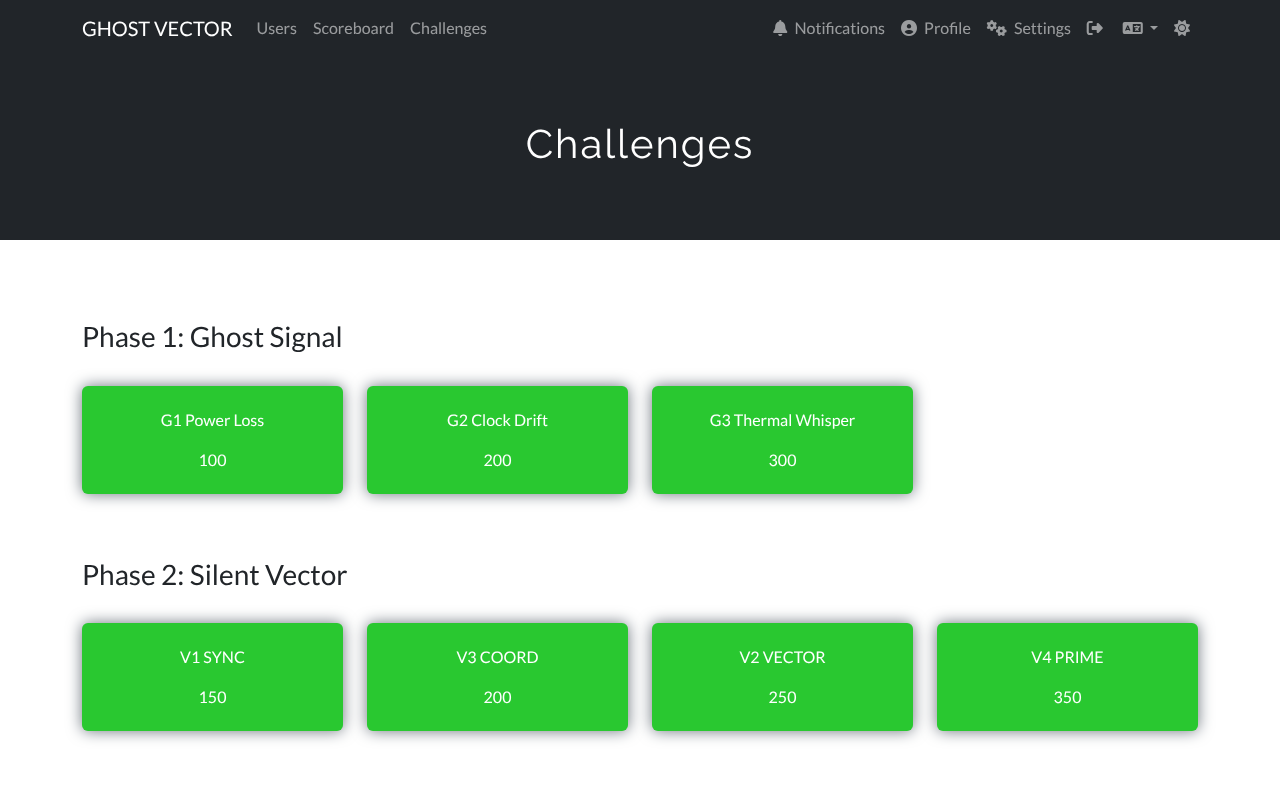 GHOST VECTOR Users Scoreboard Challenges Notifications Profile Settings
Challenges
Phase 1: Ghost Signal
G1 Power Loss
100
G2 Clock Drift
200
G3 Thermal Whisper
300
Phase 2: Silent Vector
V1 SYNC
150
V3 COORD
200
V2 VECTOR
250
V4 PRIME
350